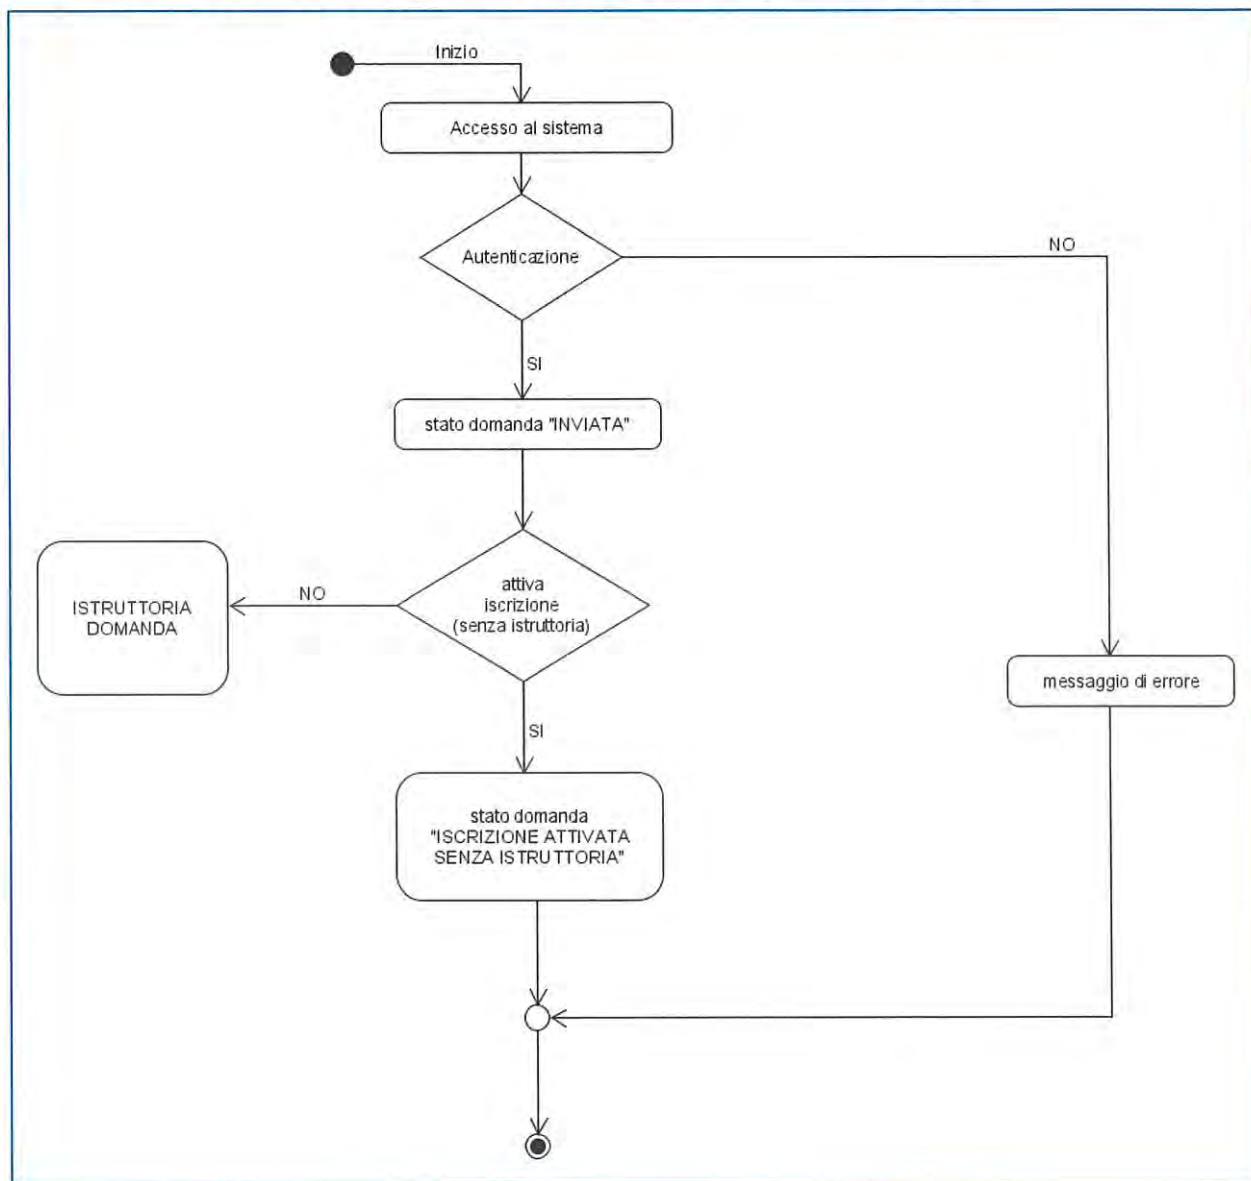 Inizio
Accesso al sistema
Autenticazione
NO
SI
stato domanda "INVIATA"
attiva
iscrizione
(senza istruttoria)
NO
ISTRUTTORIA
DOMANDA
messaggio di errore
SI
stato domanda
"ISCRIZIONE ATTIVATA
SENZA ISTRUTTORIA"